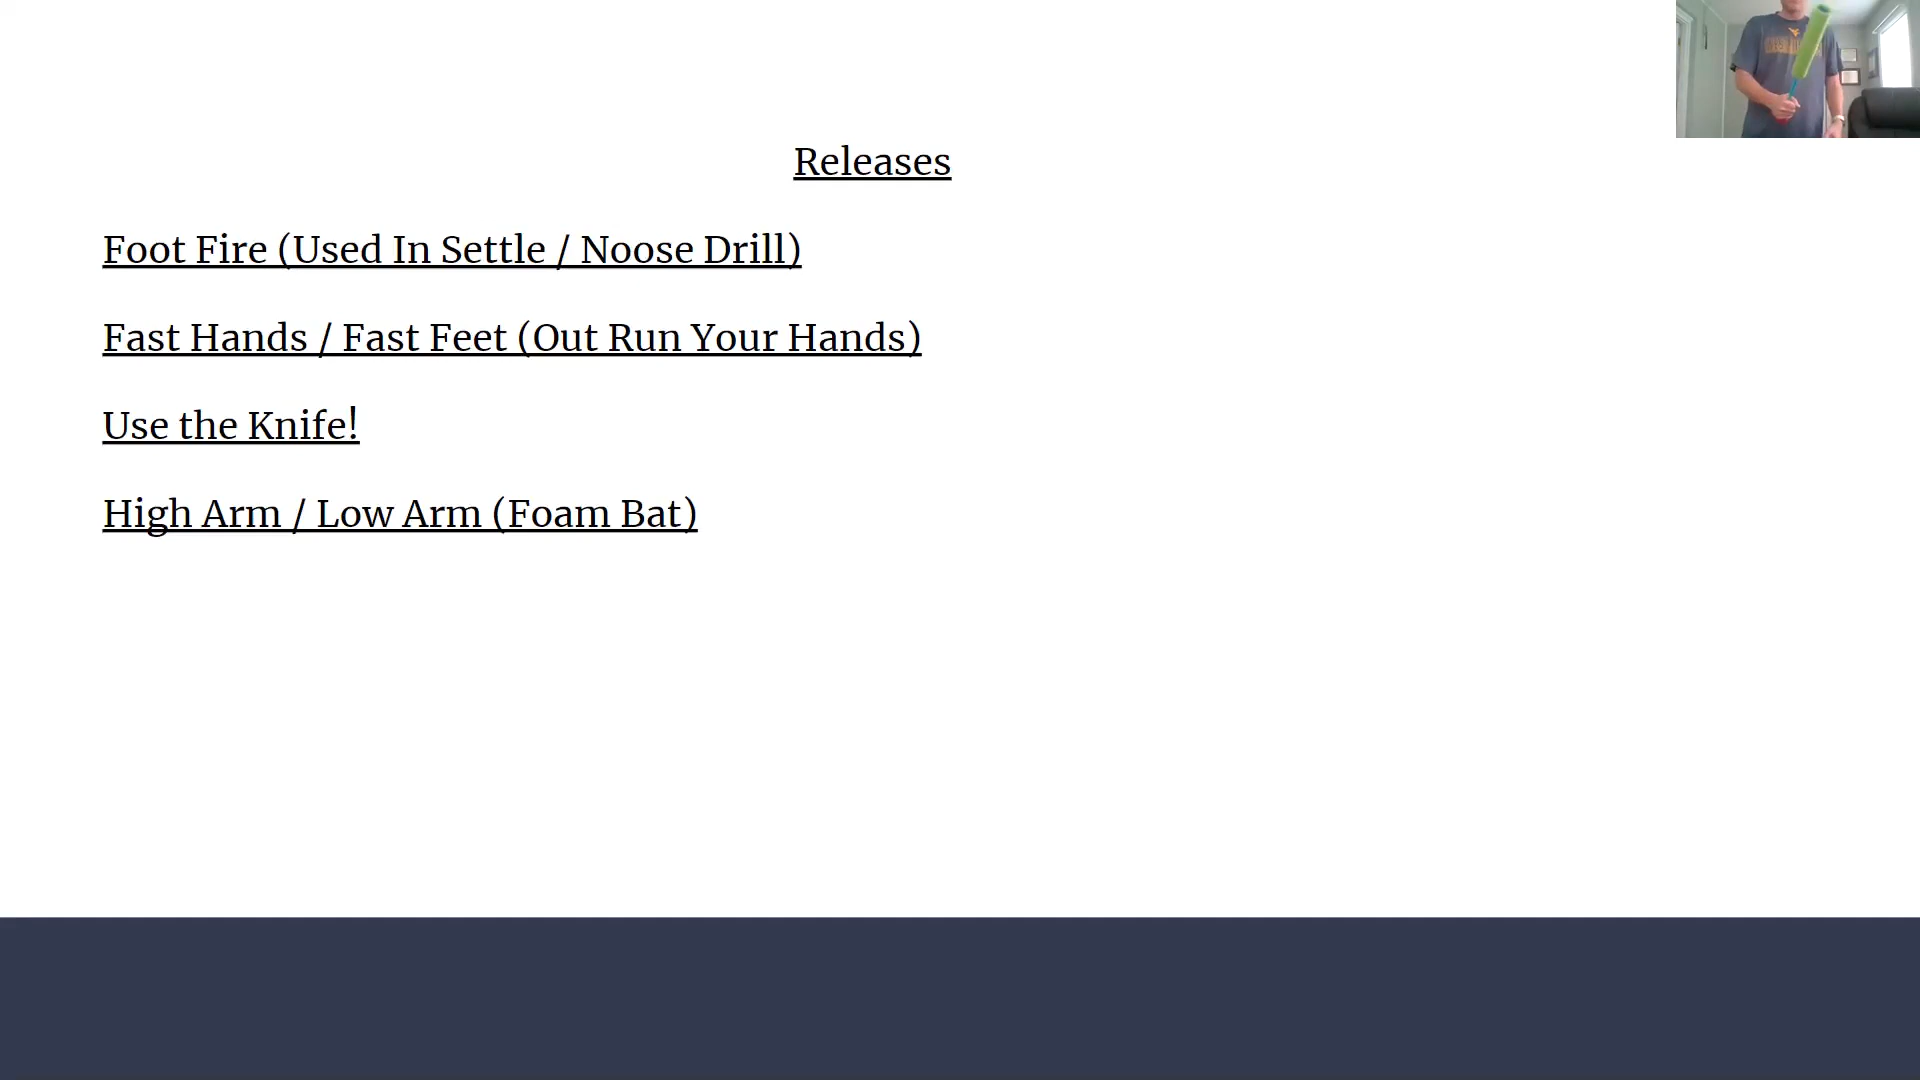 Releases
Foot Fire (Used In Settle / Noose Drill)
Fast Hands / Fast Feet (Out Run Your Hands)
Use the Knife!
High Arm / Low Arm (Foam Bat)